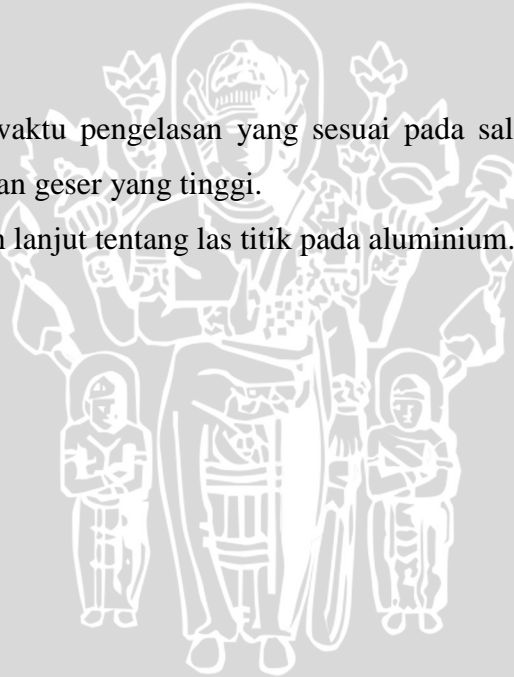 waktu pengelasan yang sesuai pada sal
an geser yang tinggi.
n lanjut tentang las titik pada aluminium.